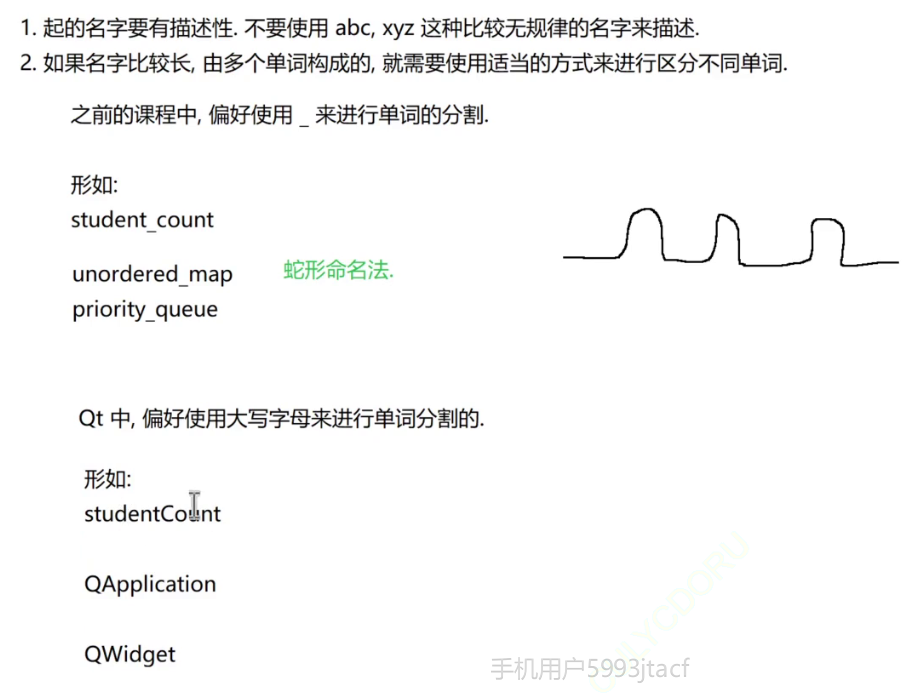 1. 起的名字要有描述性. 不要使用 abc, xyz 这种比较无规律的名字来描述.
2. 如果名字比较长, 由多个单词构成的, 就需要使用适当的方式来进行区分不同单词.
之前的课程中, 偏好使用 _ 来进行单词的分割.
形如:
student_count
unordered_map
蛇形命名法.
priority_queue
Qt 中, 偏好使用大写字母来进行单词分割的.
形如:
studentCount
QApplication
QWidget
手机用户5993jtacf